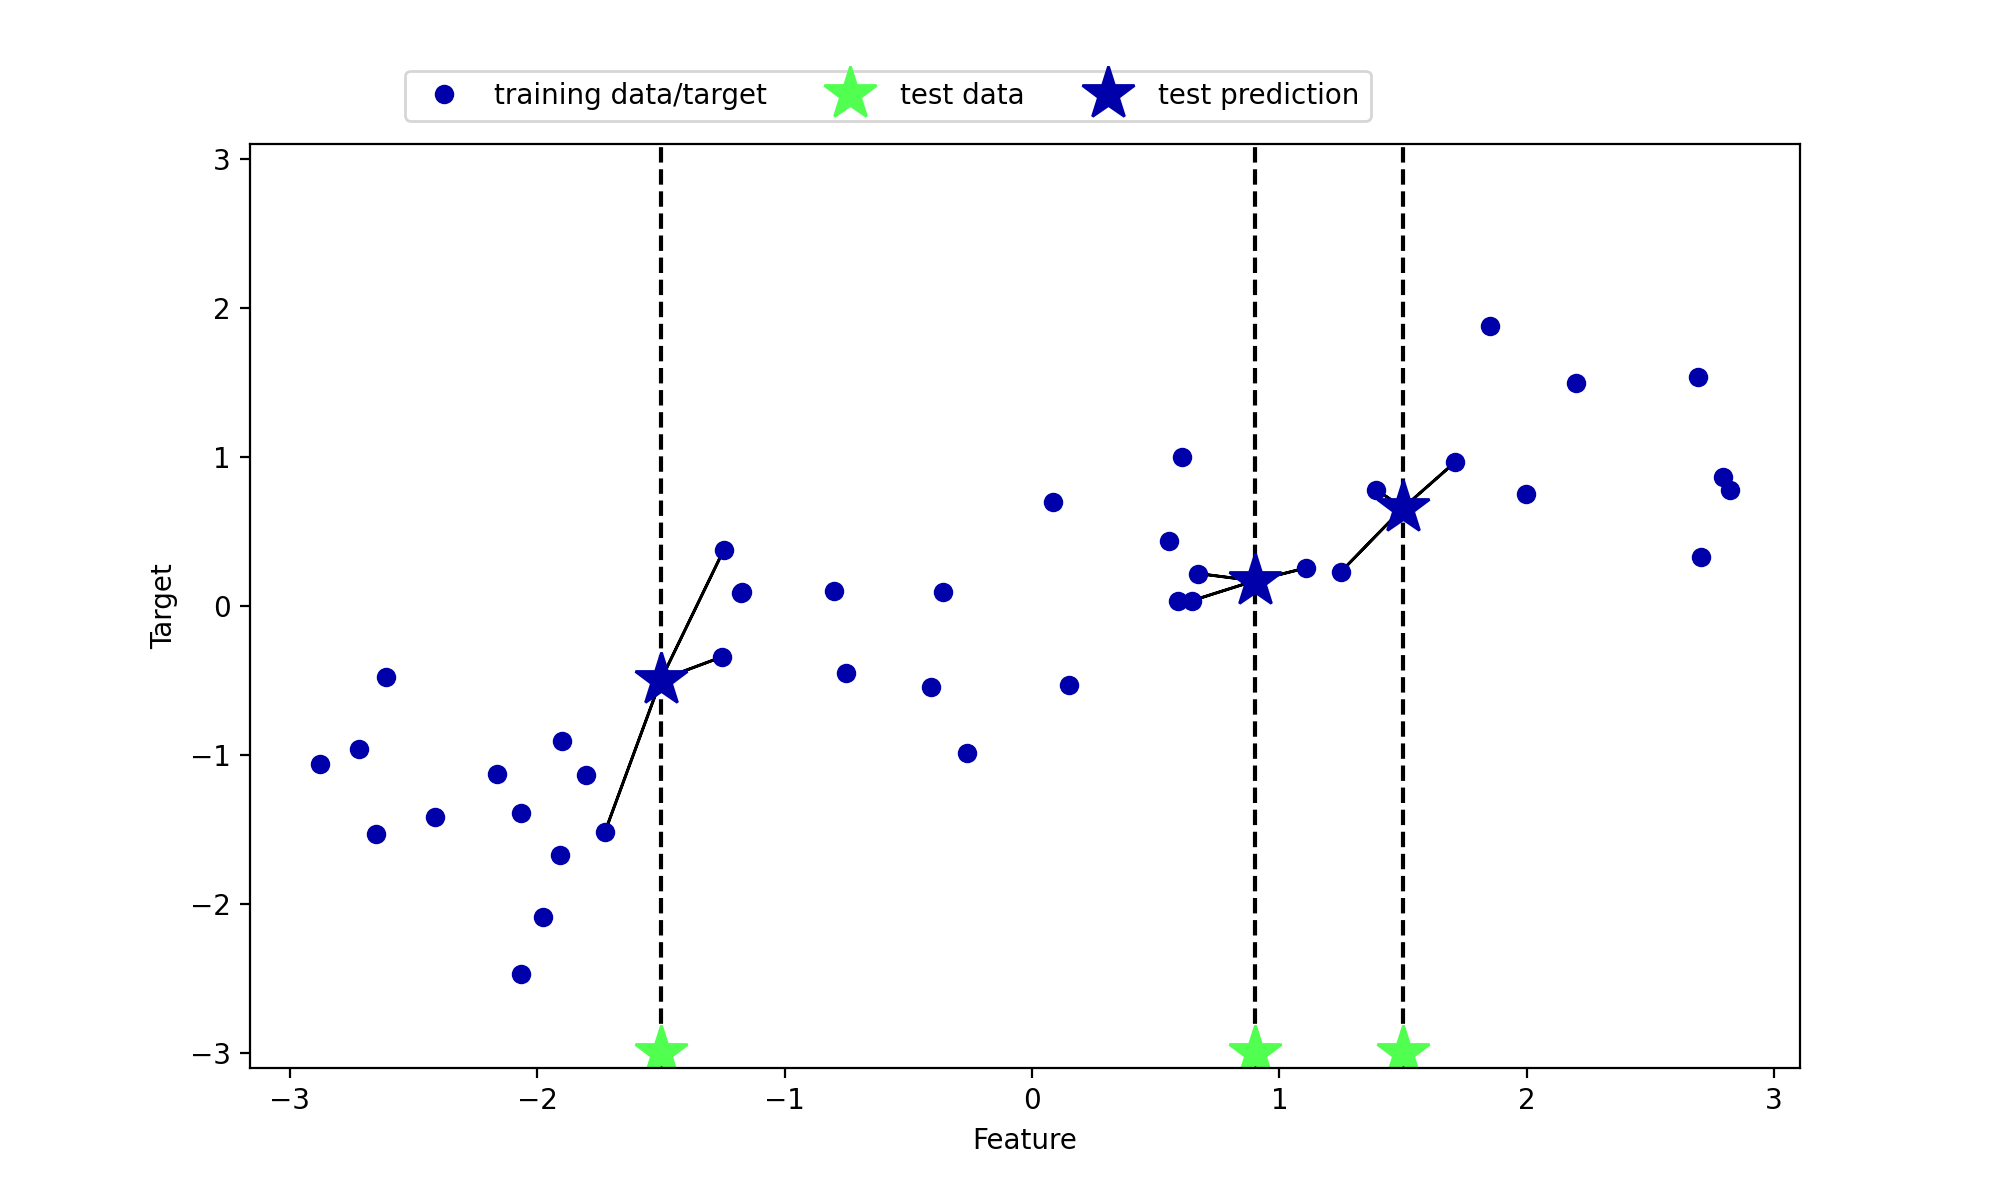 training data/target test data test prediction
3
2
1
0
−1
−2
−3
Target
−3 −2 −1 0 1 2 3
Feature